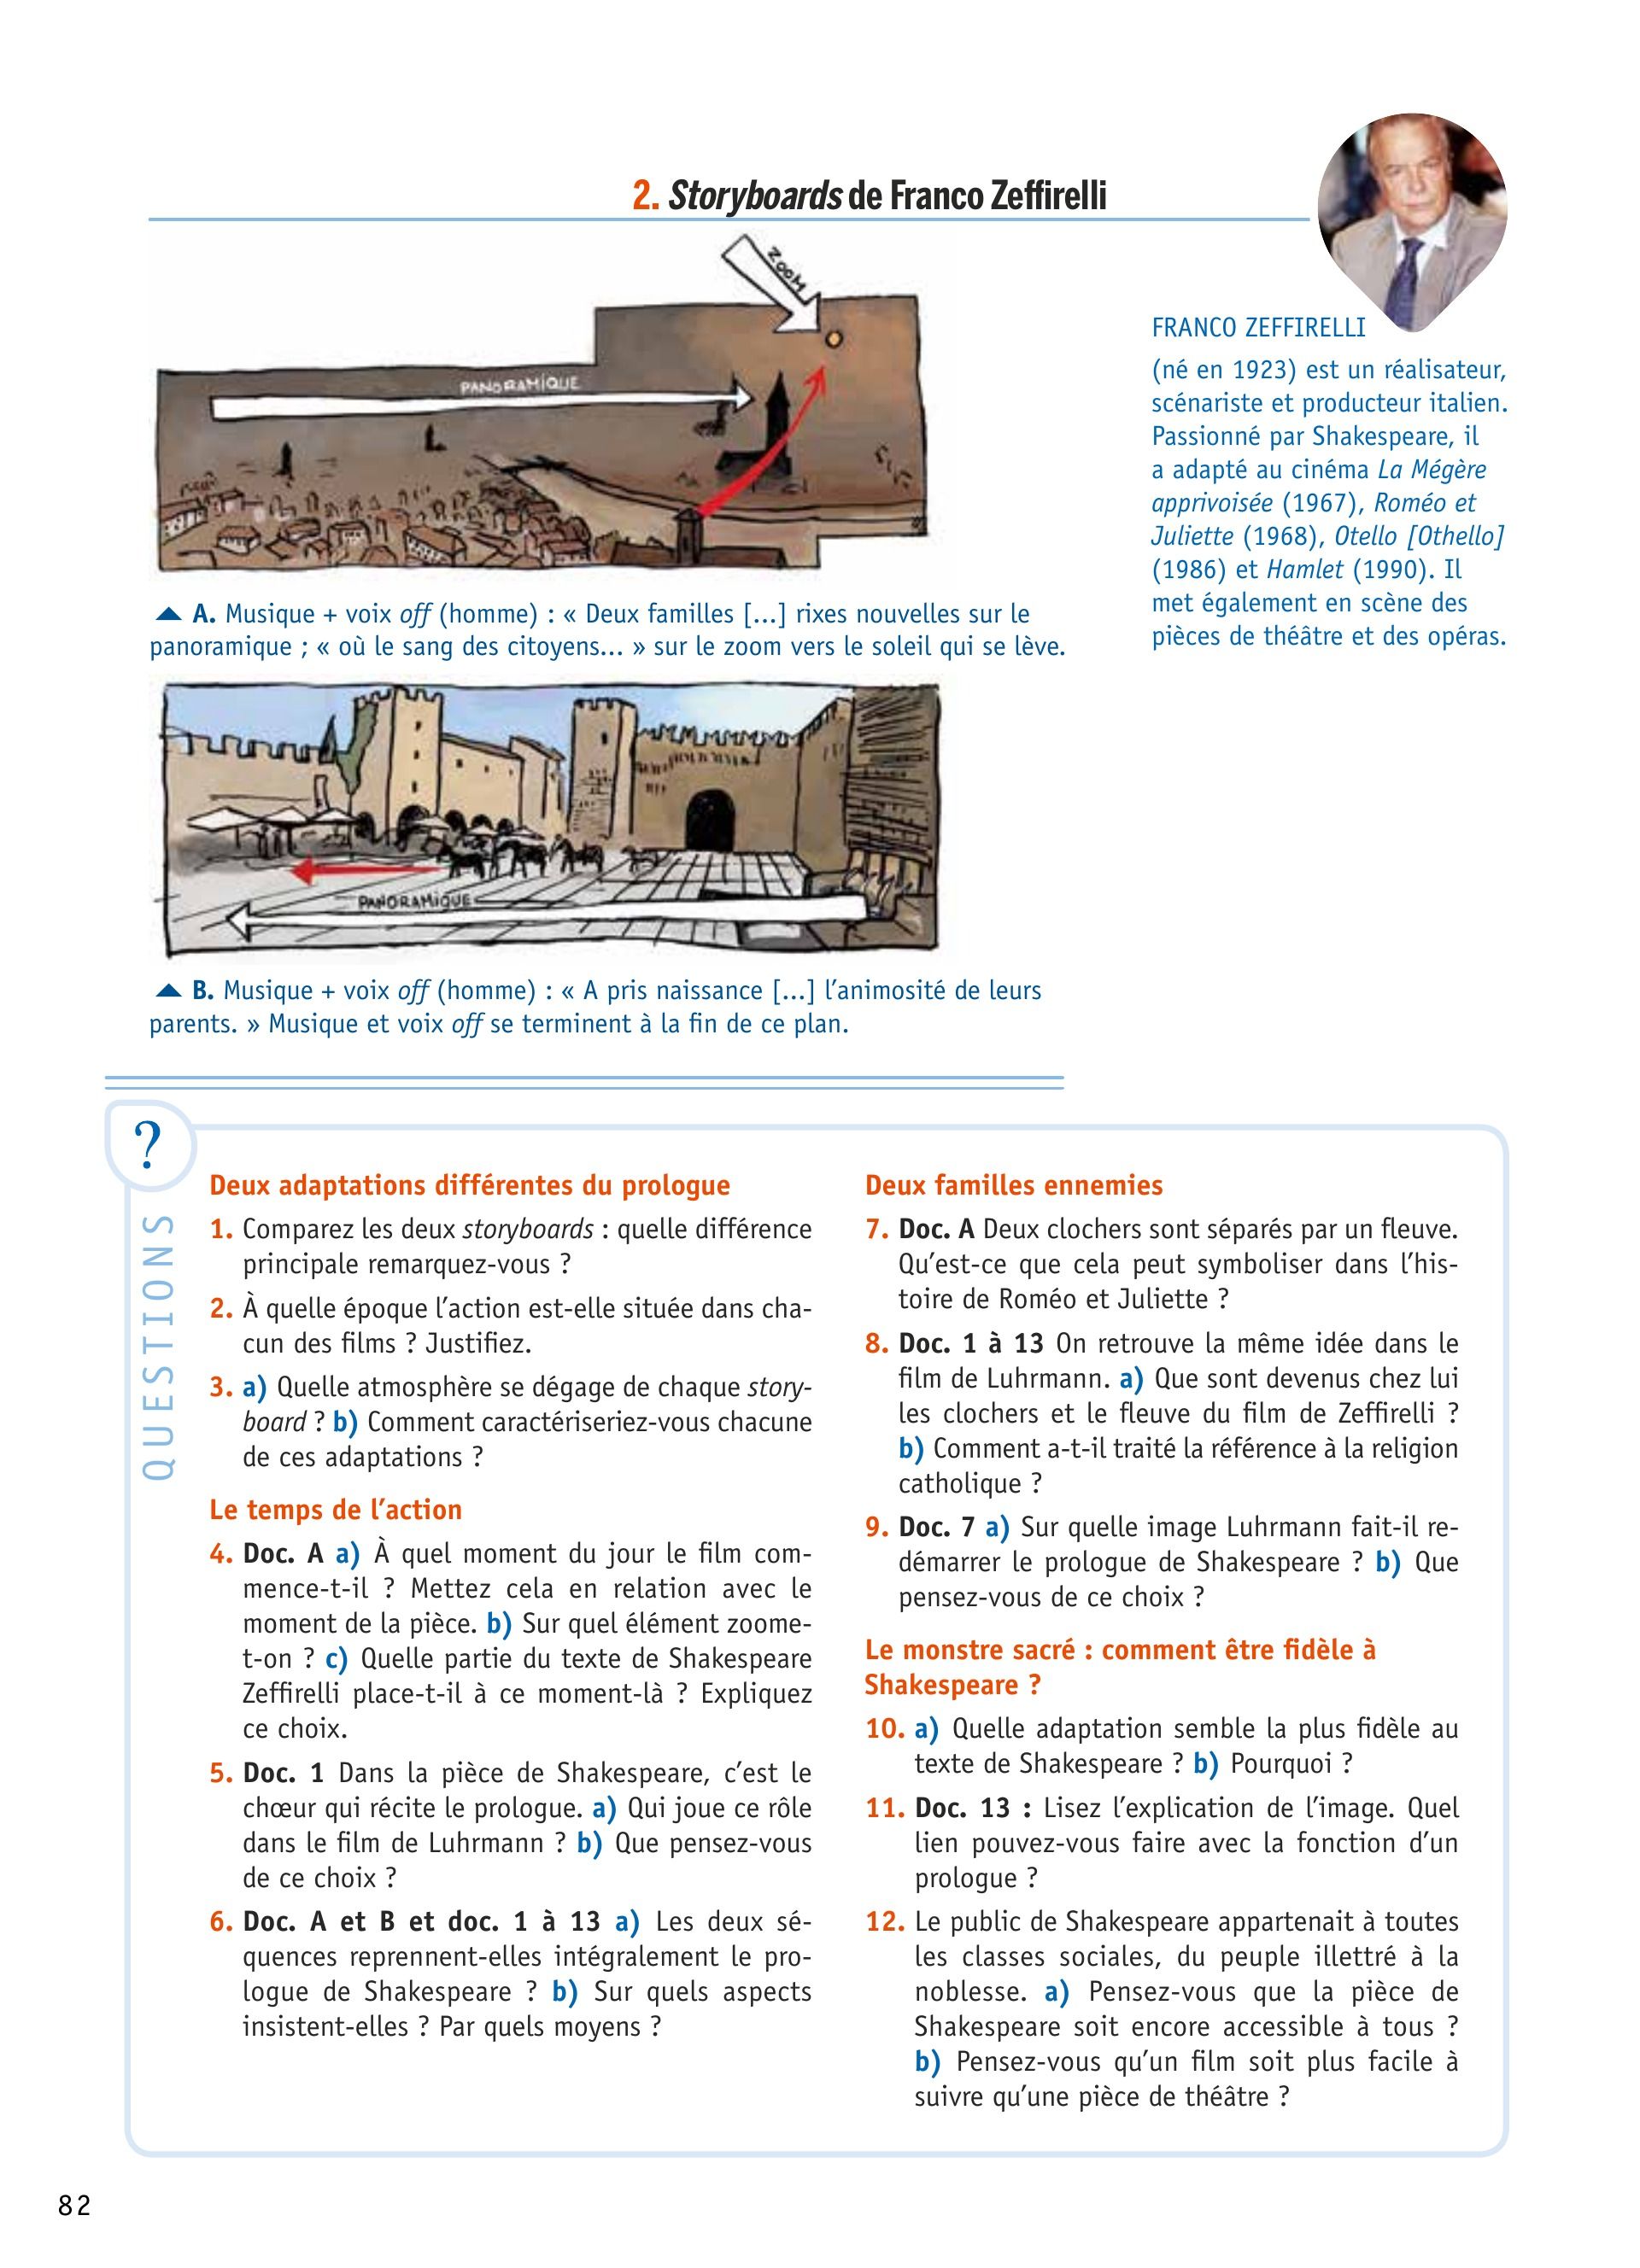 2. Storyboards de Franco Zeffirelli
ZOOM
PANORAMIQUE
FRANCO ZEFFIRELLI
(né en 1923) est un réalisateur,
scénariste et producteur italien.
Passionné par Shakespeare, il
a adapté au cinéma La Mégère
apprivoisée (1967), Roméo et
Juliette (1968), Otello [Othello]
(1986) et Hamlet (1990). Il
met également en scène des
pièces de théâtre et des opéras.
A. Musique + voix off (homme) : « Deux familles [...] rixes nouvelles sur le
panoramique ; « où le sang des citoyens... » sur le zoom vers le soleil qui se lève.
PANORAMIQUE
B. Musique + voix off (homme) : « A pris naissance [...] l’animosité de leurs
parents. » Musique et voix off se terminent à la fin de ce plan.
?
QUESTIONS
Deux adaptations différentes du prologue
1. Comparez les deux storyboards : quelle différence
principale remarquez-vous ?
2. À quelle époque l’action est-elle située dans cha-
cun des films ? Justifiez.
3. a) Quelle atmosphère se dégage de chaque story-
board ? b) Comment caractériseriez-vous chacune
de ces adaptations ?
Le temps de l’action
4. Doc. A a) À quel moment du jour le film com-
mence-t-il ? Mettez cela en relation avec le
moment de la pièce. b) Sur quel élément zoome-
t-on ? c) Quelle partie du texte de Shakespeare
Zeffirelli place-t-il à ce moment-là ? Expliquez
ce choix.
5. Doc. 1 Dans la pièce de Shakespeare, c’est le
chœur qui récite le prologue. a) Qui joue ce rôle
dans le film de Luhrmann ? b) Que pensez-vous
de ce choix ?
6. Doc. A et B et doc. 1 à 13 a) Les deux sé-
quences reprennent-elles intégralement le pro-
logue de Shakespeare ? b) Sur quels aspects
insistent-elles ? Par quels moyens ?
Deux familles ennemies
7. Doc. A Deux clochers sont séparés par un fleuve.
Qu’est-ce que cela peut symboliser dans l’his-
toire de Roméo et Juliette ?
8. Doc. 1 à 13 On retrouve la même idée dans le
film de Luhrmann. a) Que sont devenus chez lui
les clochers et le fleuve du film de Zeffirelli ?
b) Comment a-t-il traité la référence à la religion
catholique ?
9. Doc. 7 a) Sur quelle image Luhrmann fait-il re-
démarrer le prologue de Shakespeare ? b) Que
pensez-vous de ce choix ?
Le monstre sacré : comment être fidèle à
Shakespeare ?
10. a) Quelle adaptation semble la plus fidèle au
texte de Shakespeare ? b) Pourquoi ?
11. Doc. 13 : Lisez l’explication de l’image. Quel
lien pouvez-vous faire avec la fonction d’un
prologue ?
12. Le public de Shakespeare appartenait à toutes
les classes sociales, du peuple illettré à la
noblesse. a) Pensez-vous que la pièce de
Shakespeare soit encore accessible à tous ?
b) Pensez-vous qu’un film soit plus facile à
suivre qu’une pièce de théâtre ?
82